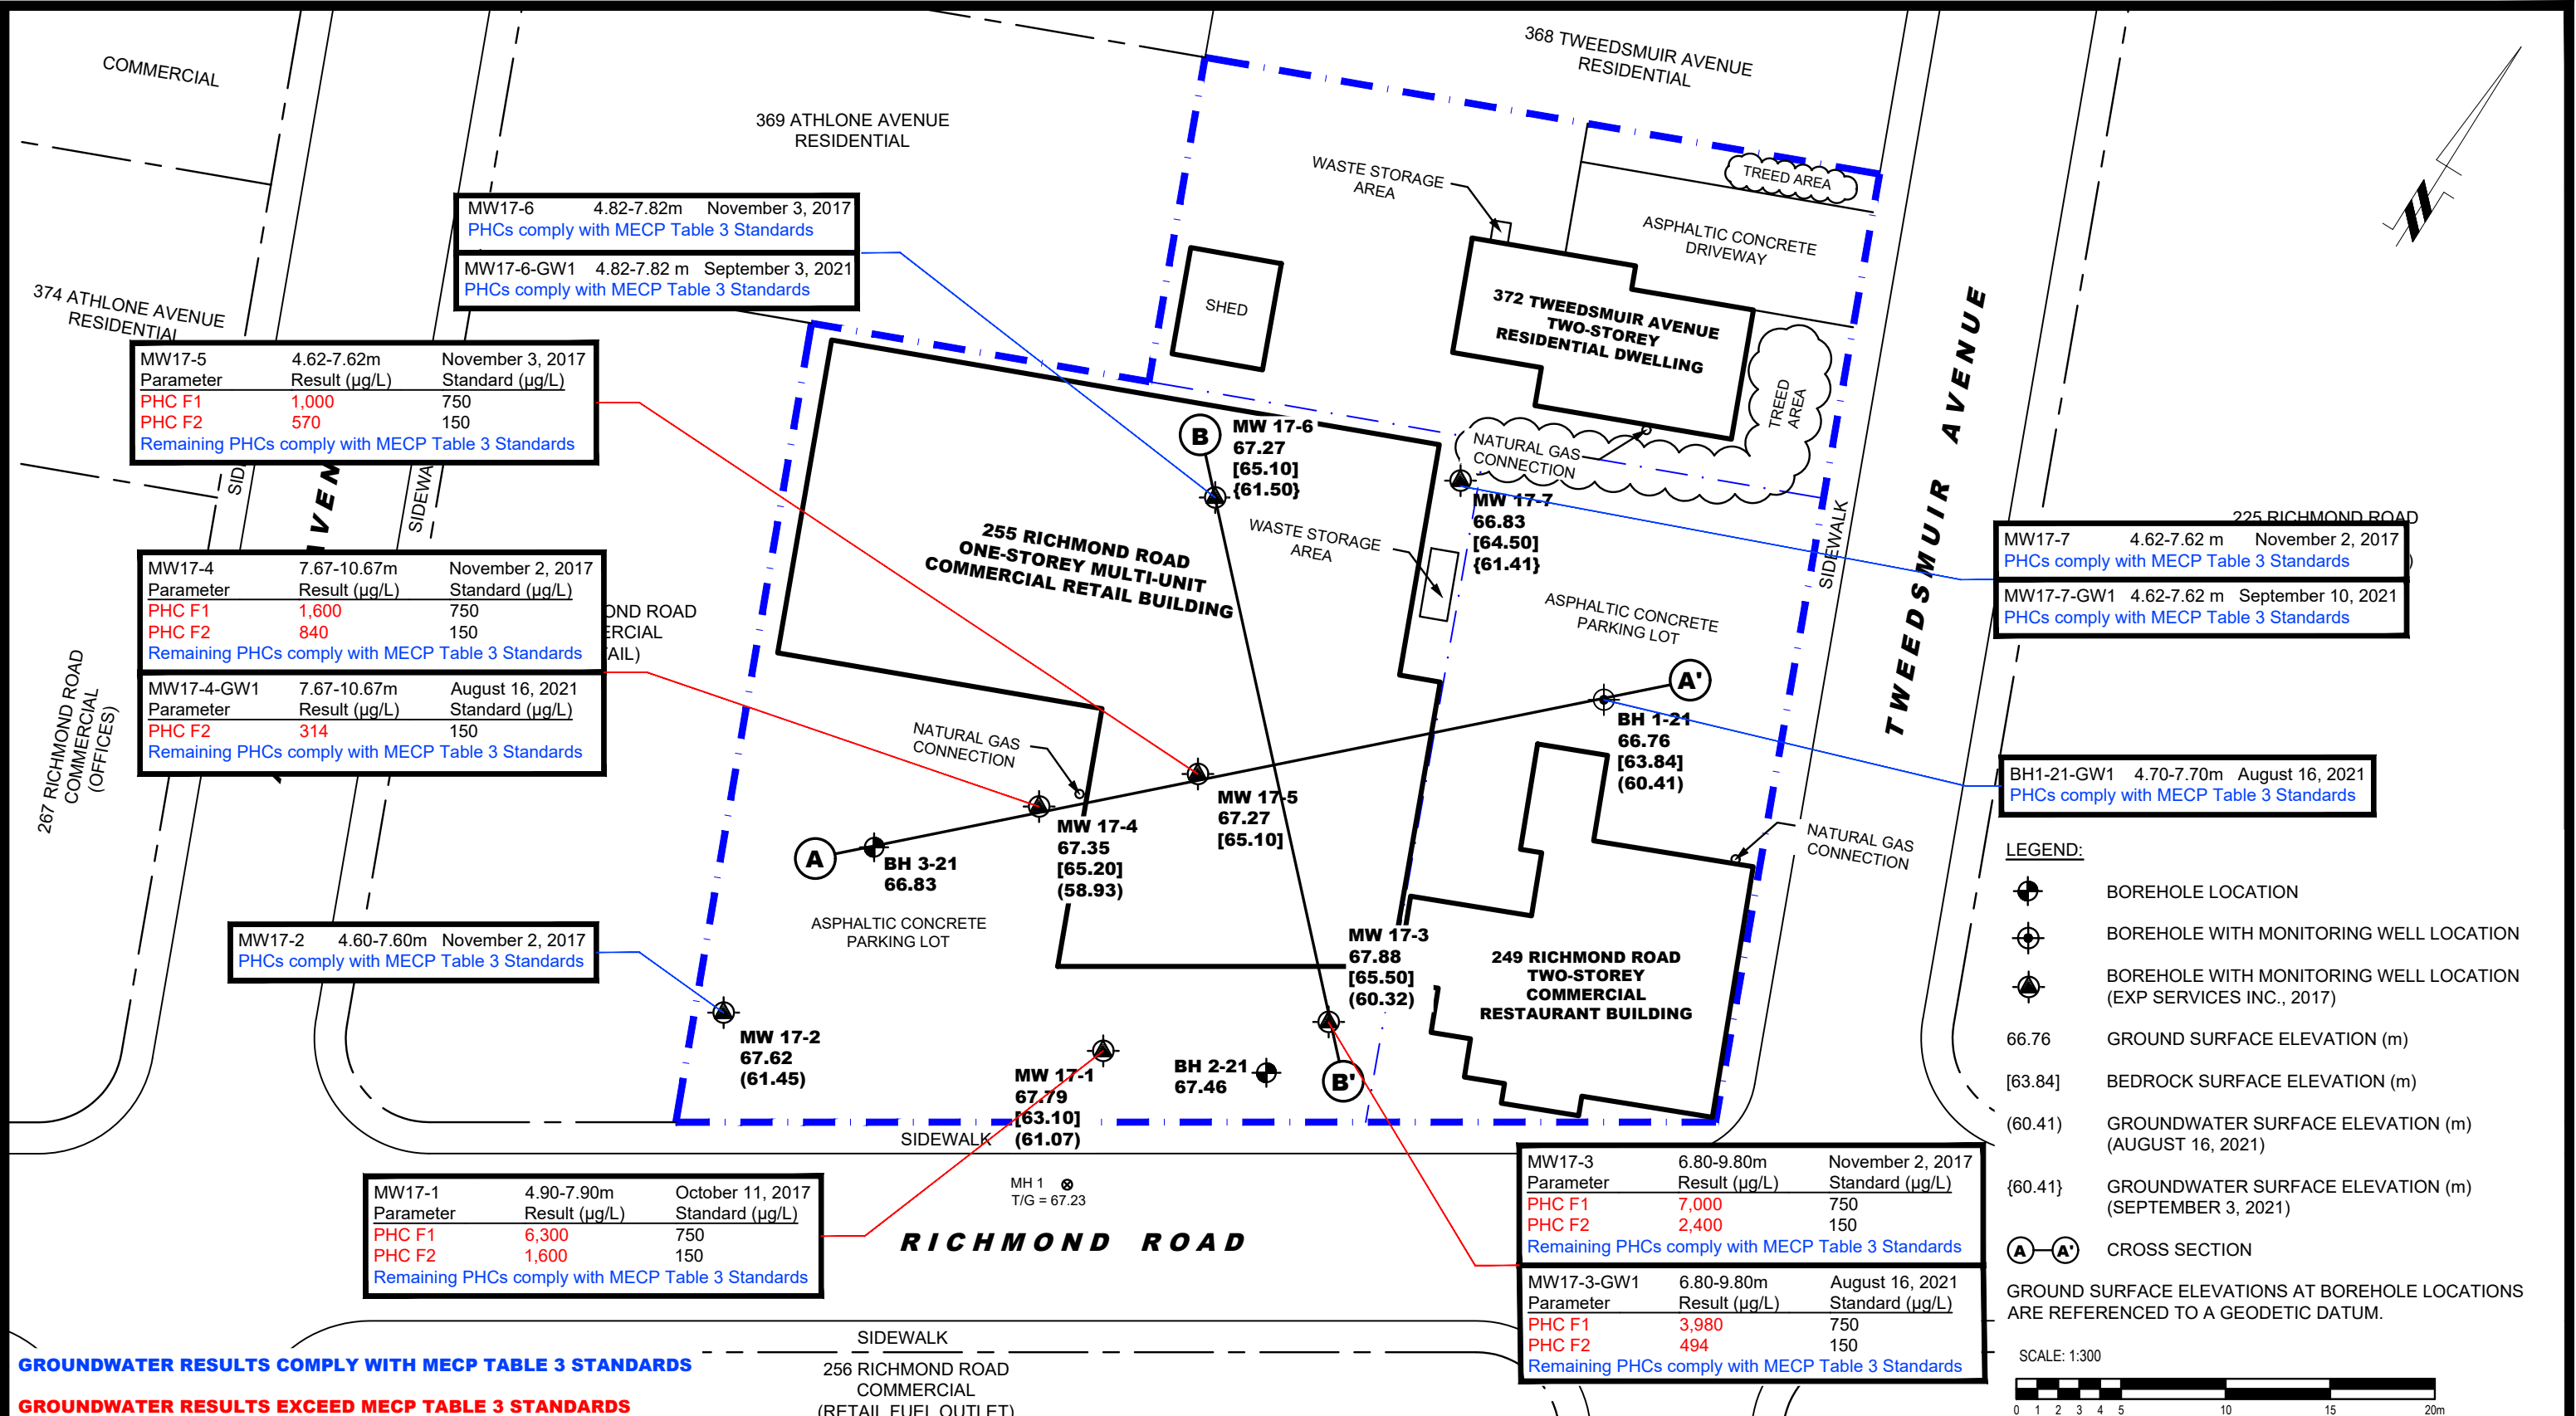 COMMERCIAL
369 ATHLONE AVENUE
RESIDENTIAL
368 TWEEDSMUIR AVENUE
RESIDENTIAL
374 ATHLONE AVENUE
RESIDENTIAL
MW17-6 4.82-7.82m November 3, 2017
PHCs comply with MECP Table 3 Standards
MW17-6-GW1 4.82-7.82 m September 3, 2021
PHCs comply with MECP Table 3 Standards
MW17-5 4.62-7.62m November 3, 2017
Parameter Result (µg/L) Standard (µg/L)
PHC F1 1,000 750
PHC F2 570 150
Remaining PHCs comply with MECP Table 3 Standards
MW17-4 7.67-10.67m November 2, 2017
Parameter Result (µg/L) Standard (µg/L)
PHC F1 1,600 750
PHC F2 840 150
Remaining PHCs comply with MECP Table 3 Standards
MW17-4-GW1 7.67-10.67m August 16, 2021
Parameter Result (µg/L) Standard (µg/L)
PHC F2 314 150
Remaining PHCs comply with MECP Table 3 Standards
OND ROAD
ERCIAL
AIL)
267 RICHMOND ROAD
COMMERCIAL
(OFFICES)
SID
SIDEWA
VEN
MW17-2 4.60-7.60m November 2, 2017
PHCs comply with MECP Table 3 Standards
MW17-1 4.90-7.90m October 11, 2017
Parameter Result (µg/L) Standard (µg/L)
PHC F1 6,300 750
PHC F2 1,600 150
Remaining PHCs comply with MECP Table 3 Standards
WASTE STORAGE
AREA
TREED AREA
ASPHALTIC CONCRETE
DRIVEWAY
SHED
372 TWEEDSMUIR AVENUE
TWO-STOREY
RESIDENTIAL DWELLING
TREED
AREA
NATURAL GAS
CONNECTION
B
MW 17-6
67.27
[65.10]
{61.50}
MW 17-7
66.83
[64.50]
{61.41}
WASTE STORAGE
AREA
255 RICHMOND ROAD
ONE-STOREY MULTI-UNIT
COMMERCIAL RETAIL BUILDING
ASPHALTIC CONCRETE
PARKING LOT
SIDEWALK
TWEEDSMUIR AVENUE
A'
BH 1-21
66.76
[63.84]
(60.41)
NATURAL GAS
CONNECTION
MW 17-5
67.27
[65.10]
MW 17-4
67.35
[65.20]
(58.93)
A
BH 3-21
66.83
ASPHALTIC CONCRETE
PARKING LOT
NATURAL GAS
CONNECTION
MW 17-3
67.88
[65.50]
(60.32)
249 RICHMOND ROAD
TWO-STOREY
COMMERCIAL
RESTAURANT BUILDING
MW 17-2
67.62
(61.45)
MW 17-1
67.79
[63.10]
(61.07)
BH 2-21
67.46
B'
SIDEWALK
MH 1
T/G = 67.23
RICHMOND ROAD
SIDEWALK
256 RICHMOND ROAD
COMMERCIAL
(RETAIL FUEL OUTLET)
225 RICHMOND ROAD
)
MW17-7 4.62-7.62 m November 2, 2017
PHCs comply with MECP Table 3 Standards
MW17-7-GW1 4.62-7.62 m September 10, 2021
PHCs comply with MECP Table 3 Standards
BH1-21-GW1 4.70-7.70m August 16, 2021
PHCs comply with MECP Table 3 Standards
MW17-3 6.80-9.80m November 2, 2017
Parameter Result (µg/L) Standard (µg/L)
PHC F1 7,000 750
PHC F2 2,400 150
Remaining PHCs comply with MECP Table 3 Standards
MW17-3-GW1 6.80-9.80m August 16, 2021
Parameter Result (µg/L) Standard (µg/L)
PHC F1 3,980 750
PHC F2 494 150
Remaining PHCs comply with MECP Table 3 Standards
LEGEND:
BOREHOLE LOCATION
BOREHOLE WITH MONITORING WELL LOCATION
BOREHOLE WITH MONITORING WELL LOCATION
(EXP SERVICES INC., 2017)
66.76 GROUND SURFACE ELEVATION (m)
[63.84] BEDROCK SURFACE ELEVATION (m)
(60.41) GROUNDWATER SURFACE ELEVATION (m)
(AUGUST 16, 2021)
{60.41} GROUNDWATER SURFACE ELEVATION (m)
(SEPTEMBER 3, 2021)
A A' CROSS SECTION
GROUND SURFACE ELEVATIONS AT BOREHOLE LOCATIONS
ARE REFERENCED TO A GEODETIC DATUM.
SCALE: 1:300
0 1 2 3 4 5 10 15 20m
GROUNDWATER RESULTS COMPLY WITH MECP TABLE 3 STANDARDS
GROUNDWATER RESULTS EXCEED MECP TABLE 3 STANDARDS